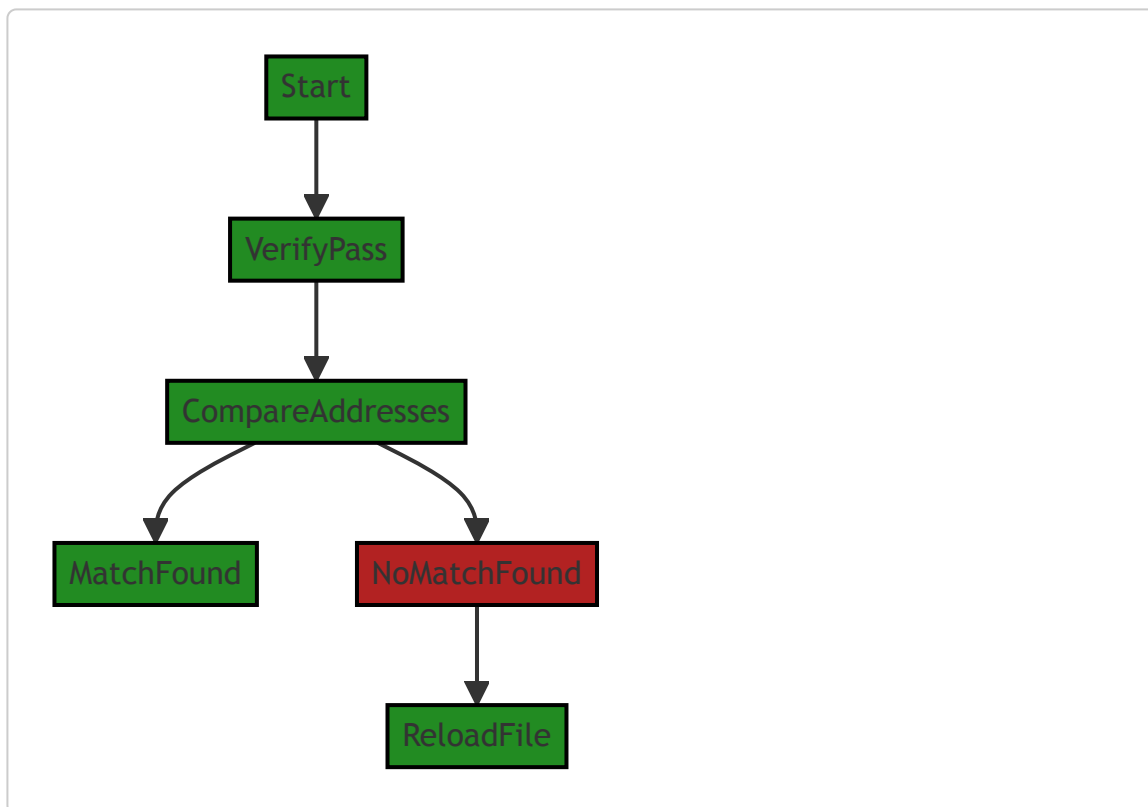 Start
VerifyPass
CompareAddresses
MatchFound
NoMatchFound
ReloadFile